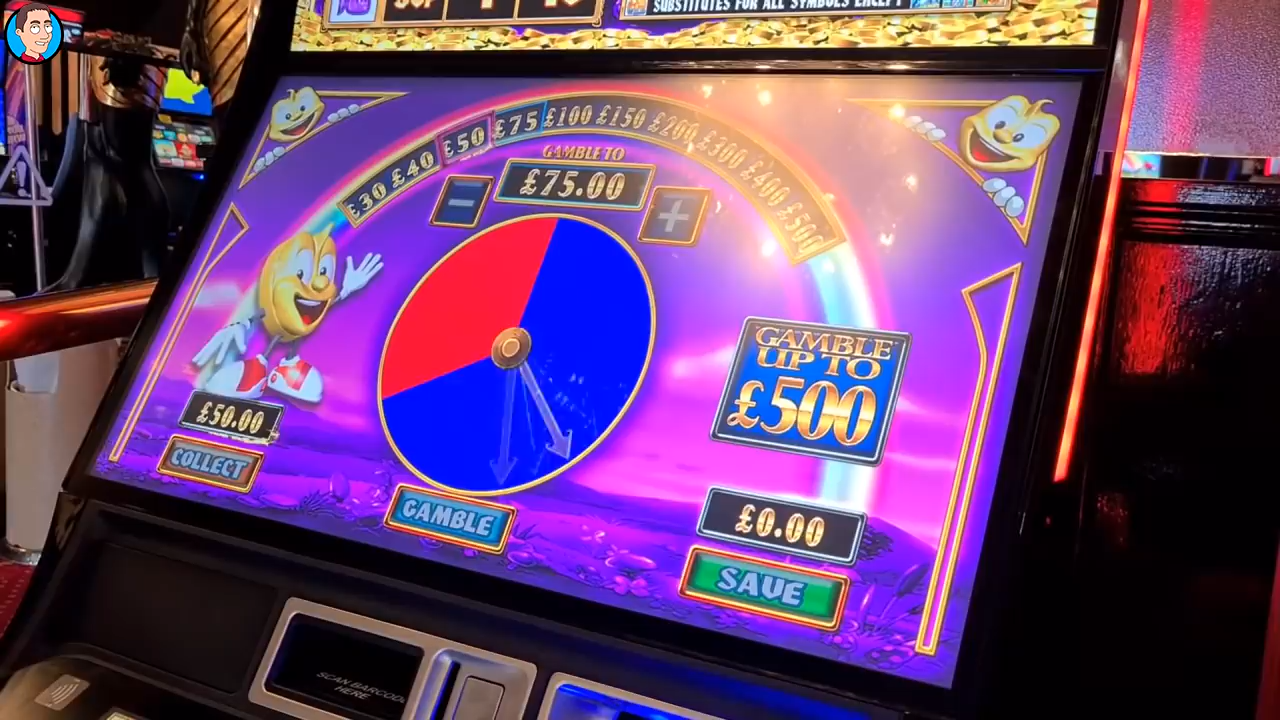 SUBSTITUTES FOR ALL SYMBOLS EXCEPT
£30 £40 £50 £75 £100 £150 £200 £300 £400 £500
GAMBLE TO
£75.00
-
+
GAMBLE
UP TO
£500
£50.00
COLLECT
GAMBLE
£0.00
SAVE
SCAN BARCODE
HERE